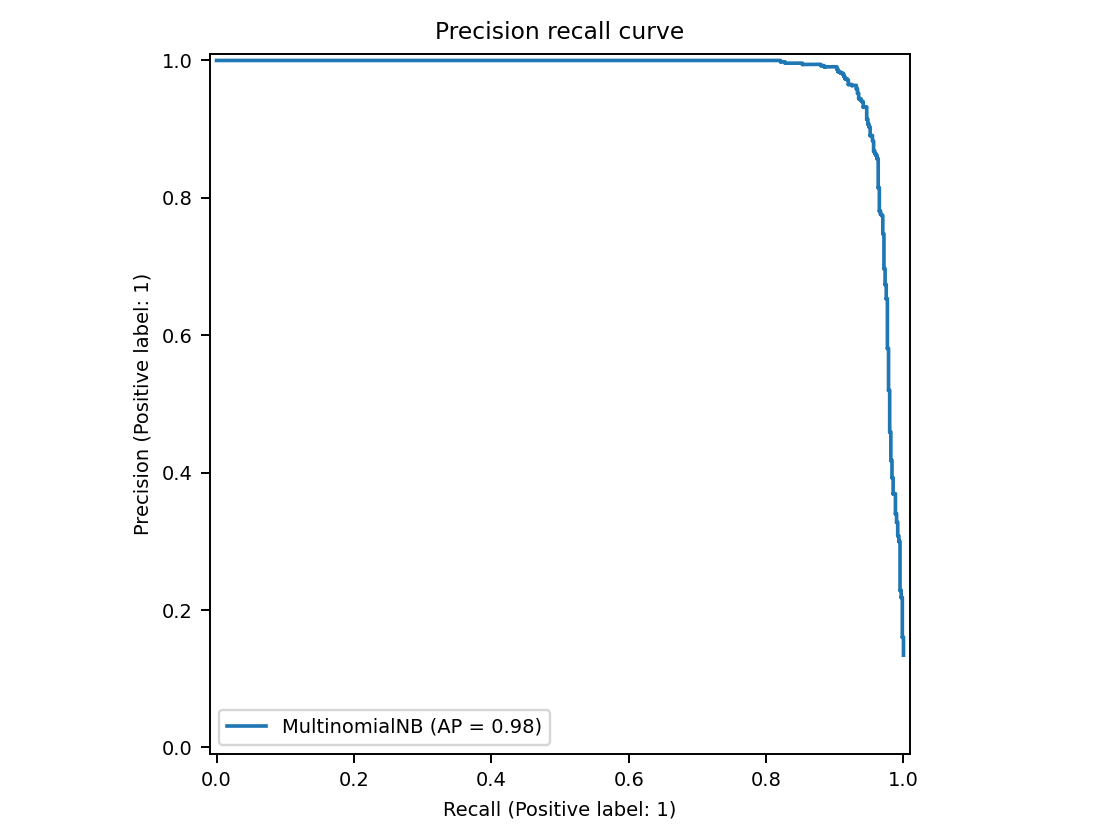 Precision recall curve
1.0
0.8
0.6
0.4
0.2
0.0
Precision (Positive label: 1)
MultinomialNB (AP = 0.98)
0.0 0.2 0.4 0.6 0.8 1.0
Recall (Positive label: 1)